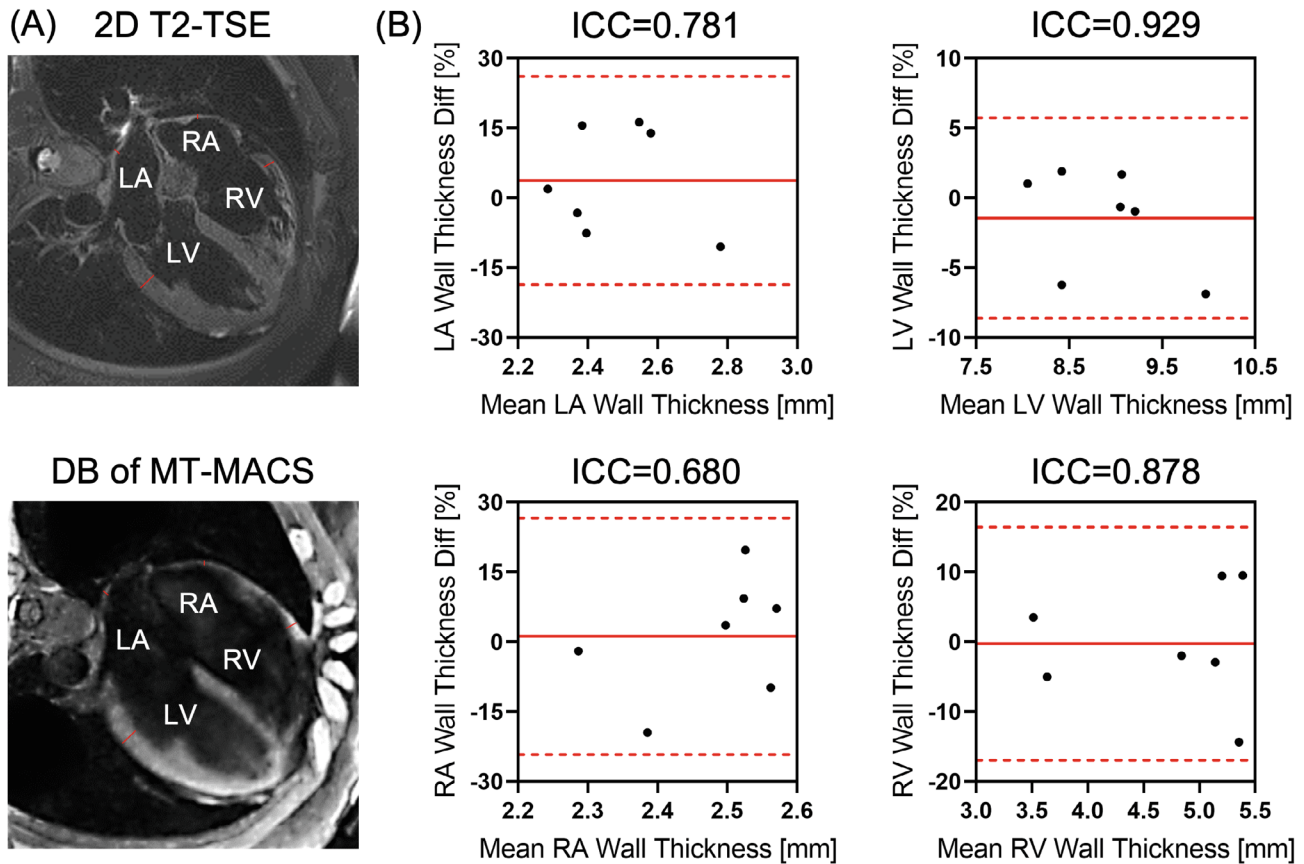 (A) 2D T2-TSE
RA
LA
RV
LV
DB of MT-MACS
RA
LA
RV
LV
(B)
ICC=0.781
LA Wall Thickness Diff [%]
30
15
0
-15
-30
2.2 2.4 2.6 2.8 3.0
Mean LA Wall Thickness [mm]
ICC=0.929
LV Wall Thickness Diff [%]
10
5
0
-5
-10
7.5 8.5 9.5 10.5
Mean LV Wall Thickness [mm]
ICC=0.680
RA Wall Thickness Diff [%]
30
15
0
-15
-30
2.2 2.3 2.4 2.5 2.6
Mean RA Wall Thickness [mm]
ICC=0.878
RV Wall Thickness Diff [%]
20
10
0
-10
-20
3.0 3.5 4.0 4.5 5.0 5.5
Mean RV Wall Thickness [mm]